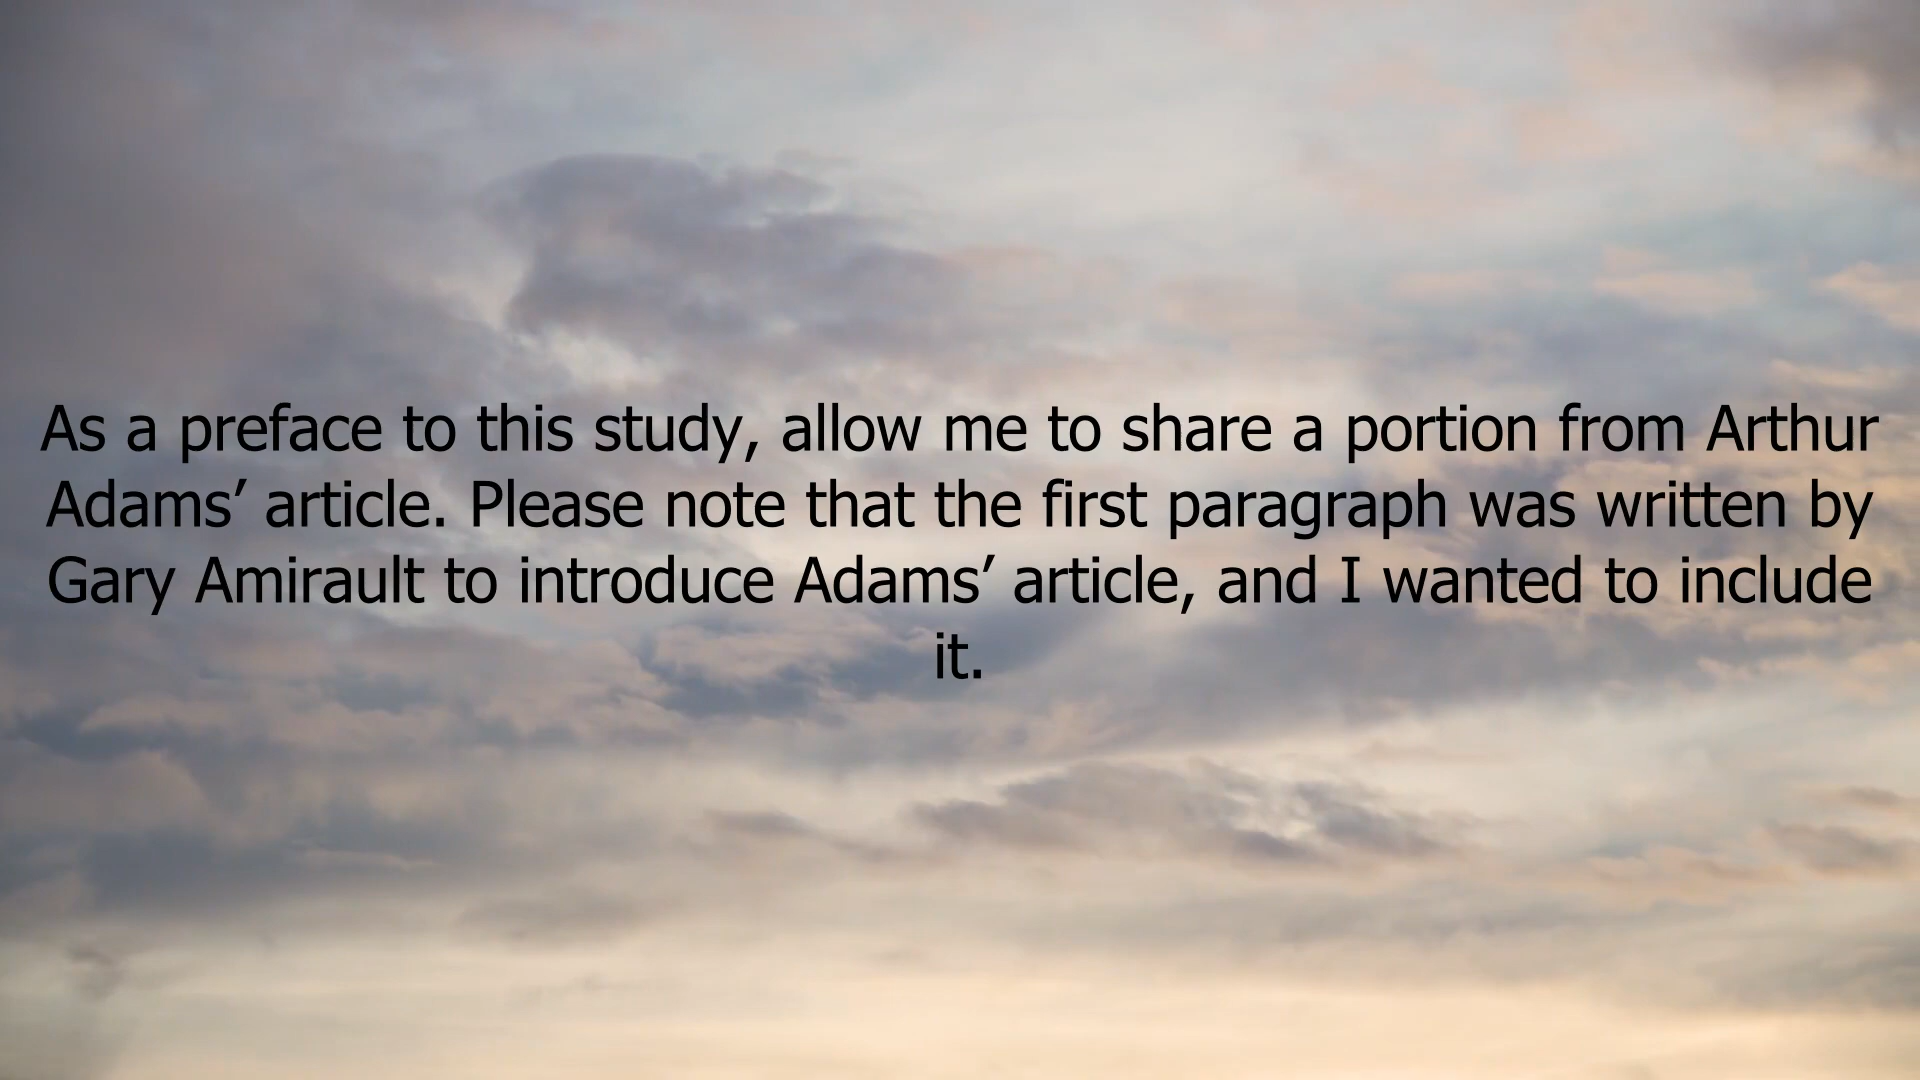 As a preface to this study, allow me to share a portion from Arthur
Adams’ article. Please note that the first paragraph was written by
Gary Amirault to introduce Adams’ article, and I wanted to include
it.